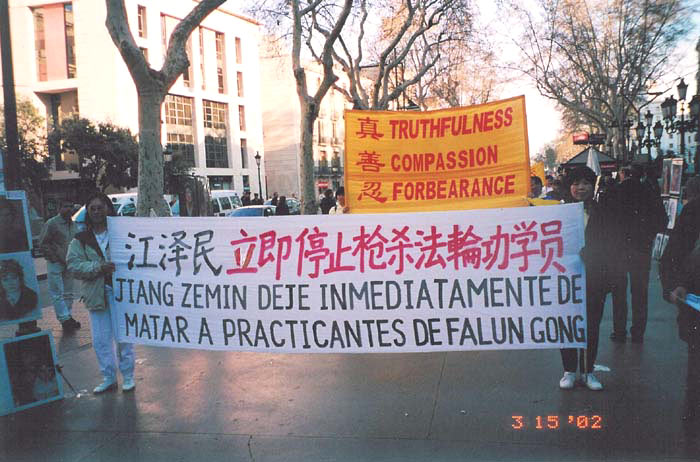 真 TRUTHFULNESS
善 COMPASSION
忍 FORBEARANCE
江泽民 立即停止枪杀法輪功学员
JIANG ZEMIN DEJE INMEDIATAMENTE DE
MATAR A PRACTICANTES DE FALUN GONG
3 15 '02